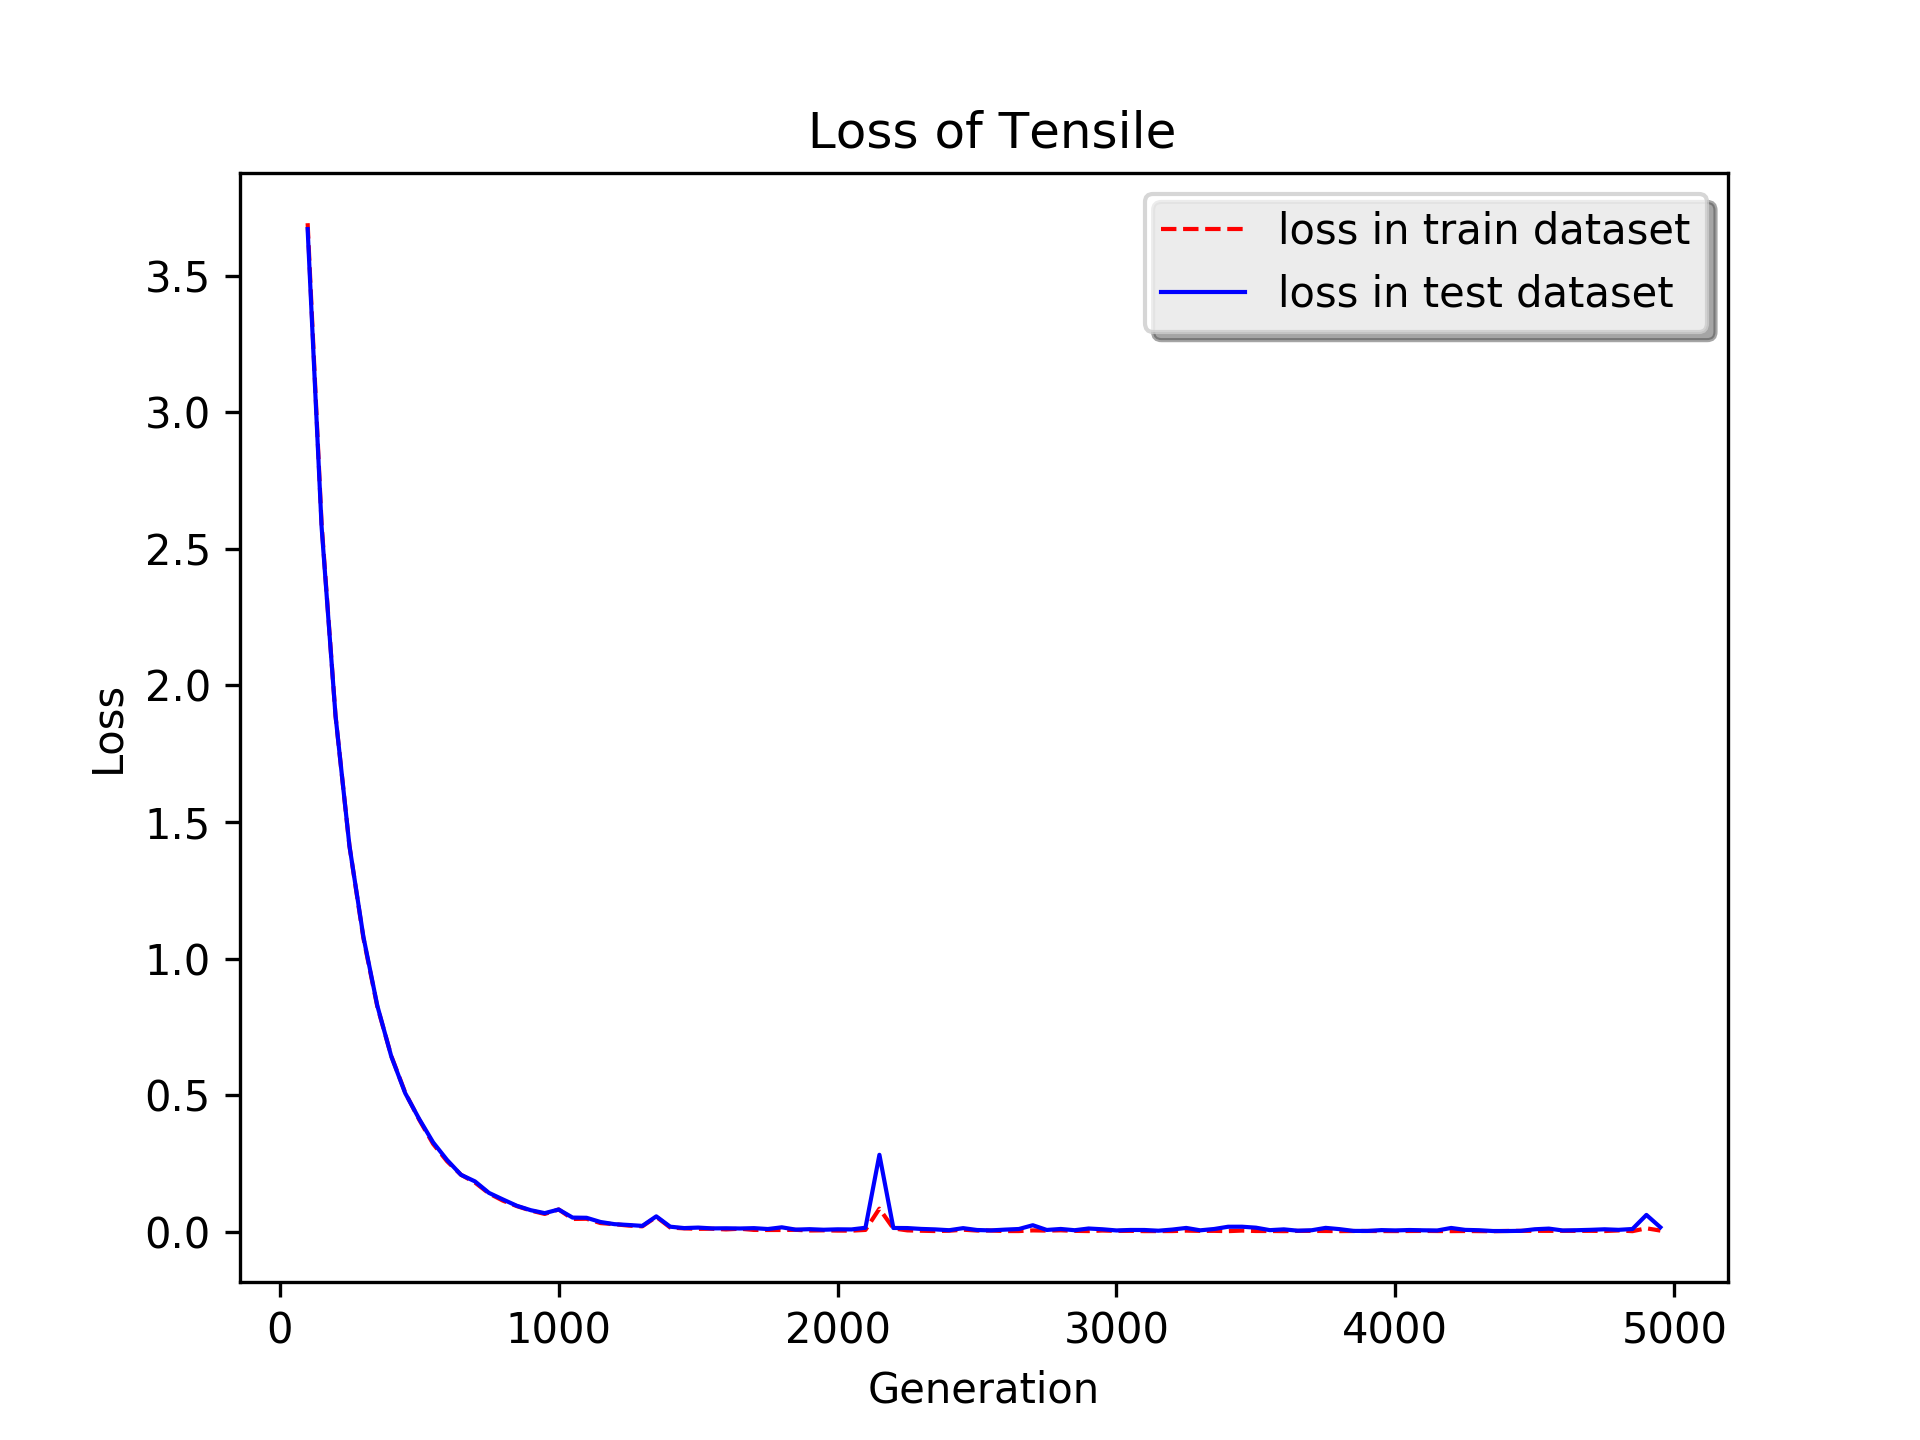 Loss of Tensile
loss in train dataset
loss in test dataset
3.5
3.0
2.5
2.0
1.5
1.0
0.5
0.0
Loss
0 1000 2000 3000 4000 5000
Generation